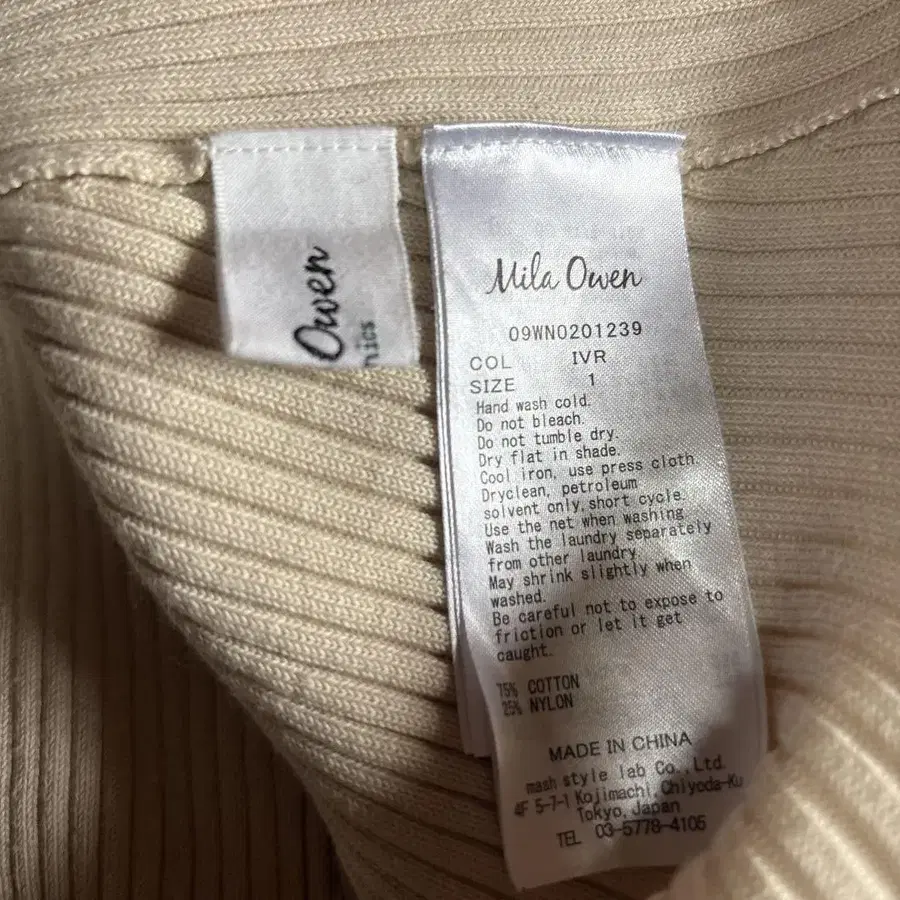 Owen
nics
Mila Owen
09WN0201239
COL IVR
SIZE 1
Hand wash cold.
Do not bleach.
Do not tumble dry.
Dry flat in shade.
Cool iron, use press cloth.
Dryclean, petroleum
solvent only,short cycle.
Use the net when washing.
Wash the laundry separately
from other laundry.
May shrink slightly when
washed.
Be careful not to expose to
friction or let it get
caught.
75% COTTON
25% NYLON
MADE IN CHINA
mash style lab Co.,Ltd.
4F 5-7-1 Kojimachi,Chiyoda-Ku
Tokyo,Japan
TEL 03-5778-4105